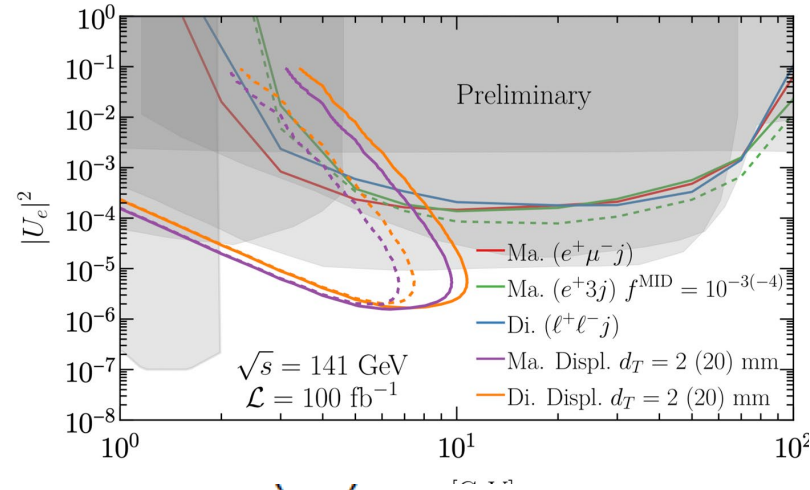 10^0
10^-1
10^-2
10^-3
10^-4
10^-5
10^-6
10^-7
10^-8
|U_e|^2
Preliminary
Ma. (e^+ μ^- j)
Ma. (e^+ 3j) f^MID = 10^-3(-4)
Di. (ℓ^+ ℓ^- j)
Ma. Displ. d_T = 2 (20) mm
Di. Displ. d_T = 2 (20) mm
√s = 141 GeV
ℒ = 100 fb^-1
10^0 10^1 10^2